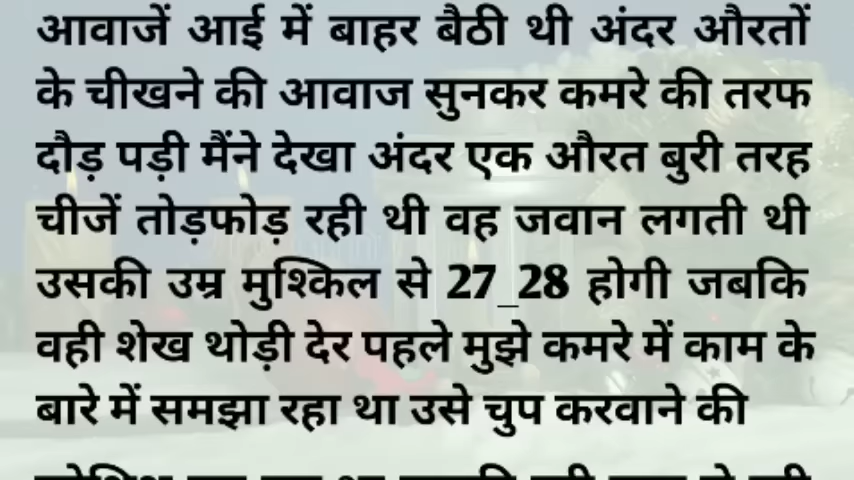 आवाजें आई में बाहर बैठी थी अंदर औरतों
के चीखने की आवाज सुनकर कमरे की तरफ
दौड़ पड़ी मैंने देखा अंदर एक औरत बुरी तरह
चीजें तोड़फोड़ रही थी वह जवान लगती थी
उसकी उम्र मुश्किल से 27_28 होगी जबकि
वही शेख थोड़ी देर पहले मुझे कमरे में काम के
बारे में समझा रहा था उसे चुप करवाने की